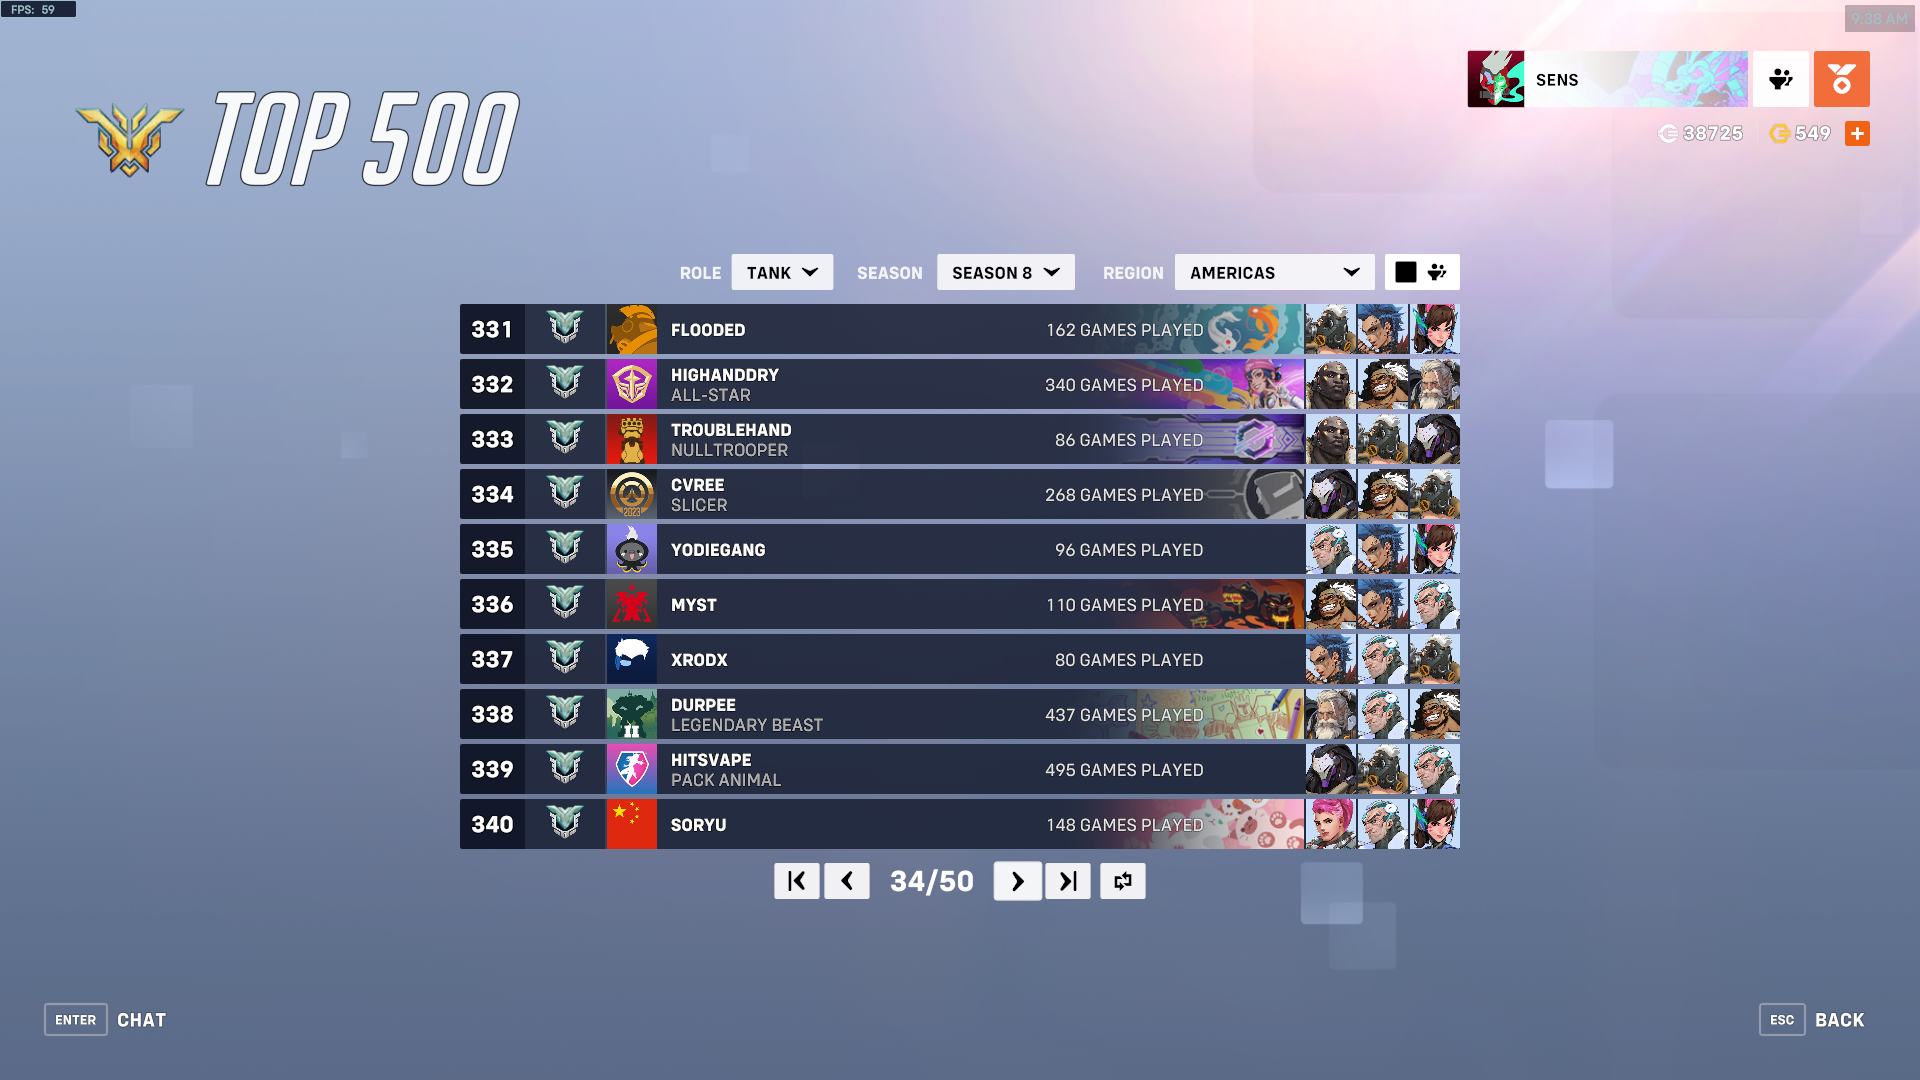 FPS: 59
9:38 AM
TOP 500
SENS
38725
549
ROLE
TANK
SEASON
SEASON 8
REGION
AMERICAS
331
FLOODED
162 GAMES PLAYED
332
HIGHANDDRY
ALL-STAR
340 GAMES PLAYED
333
TROUBLEHAND
NULLTROOPER
86 GAMES PLAYED
334
2023
CVREE
SLICER
268 GAMES PLAYED
335
YODIEGANG
96 GAMES PLAYED
336
MYST
110 GAMES PLAYED
337
XRODX
80 GAMES PLAYED
338
DURPEE
LEGENDARY BEAST
437 GAMES PLAYED
339
HITSVAPE
PACK ANIMAL
495 GAMES PLAYED
340
SORYU
148 GAMES PLAYED
34/50
ENTER
CHAT
ESC
BACK